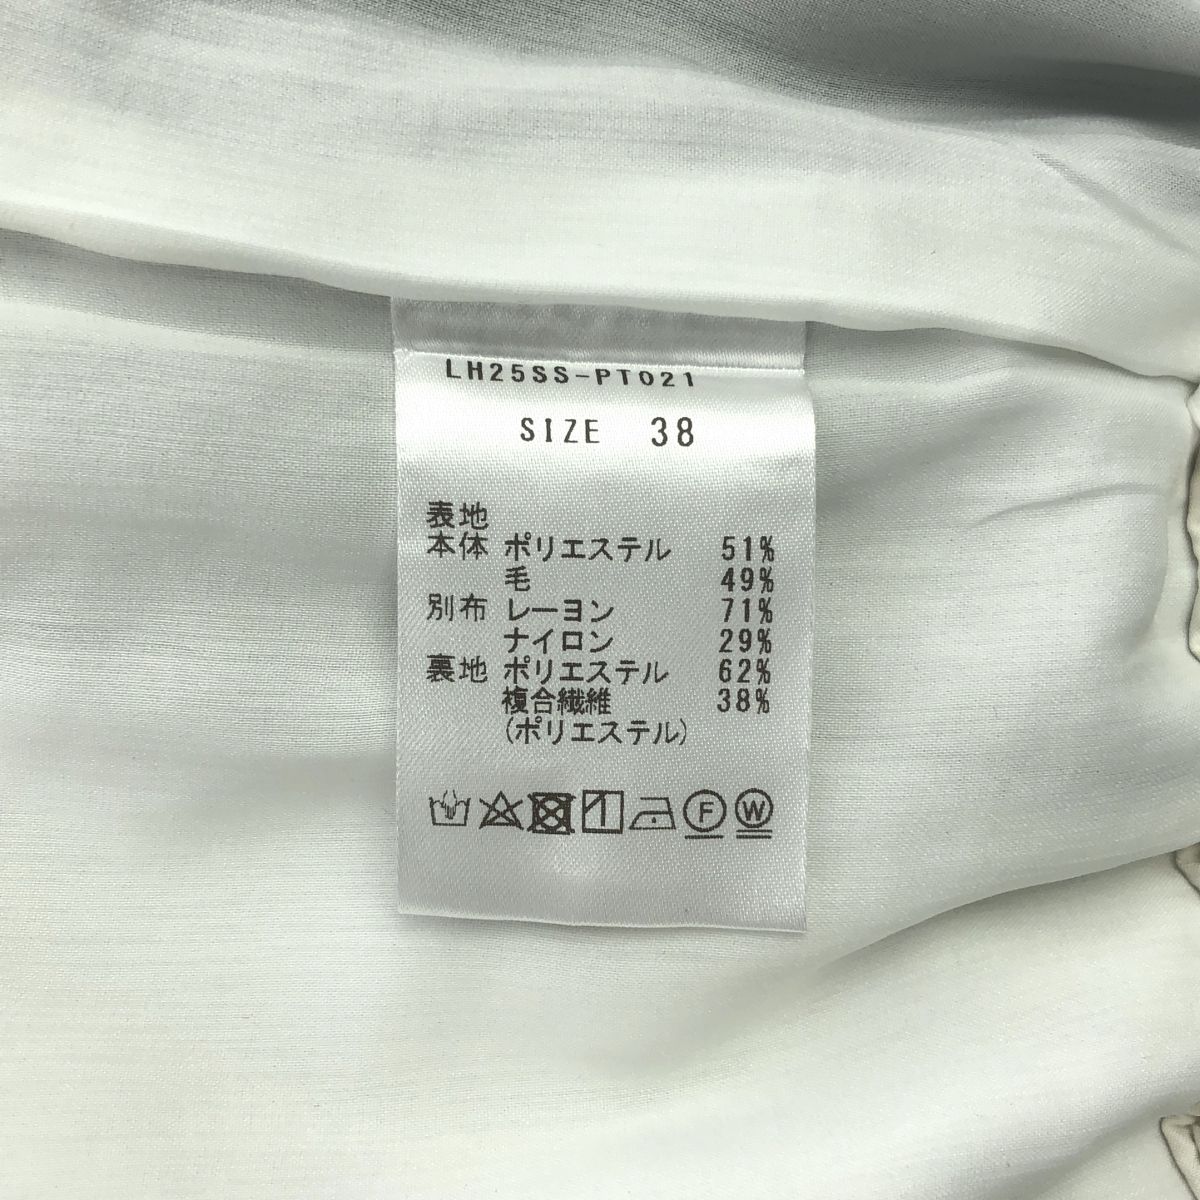 LH25SS-PT021
SIZE 38
表地
本体 ポリエステル 51%
毛 49%
別布 レーヨン 71%
ナイロン 29%
裏地 ポリエステル 62%
複合繊維 38%
(ポリエステル)
F W